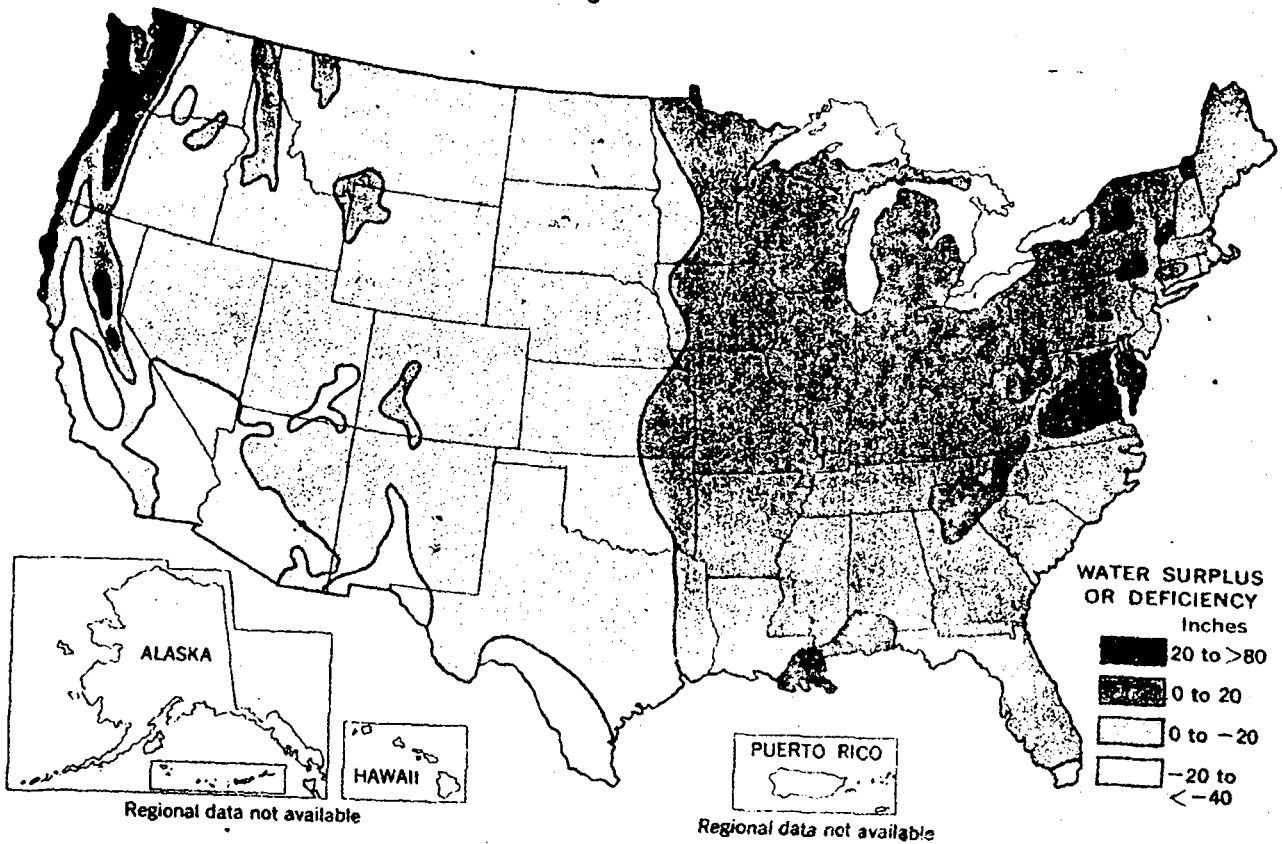 WATER SURPLUS
OR DEFICIENCY
Inches
20 to >80
0 to 20
0 to −20
−20 to
<−40
ALASKA
HAWAII
Regional data not available
PUERTO RICO
Regional data not available